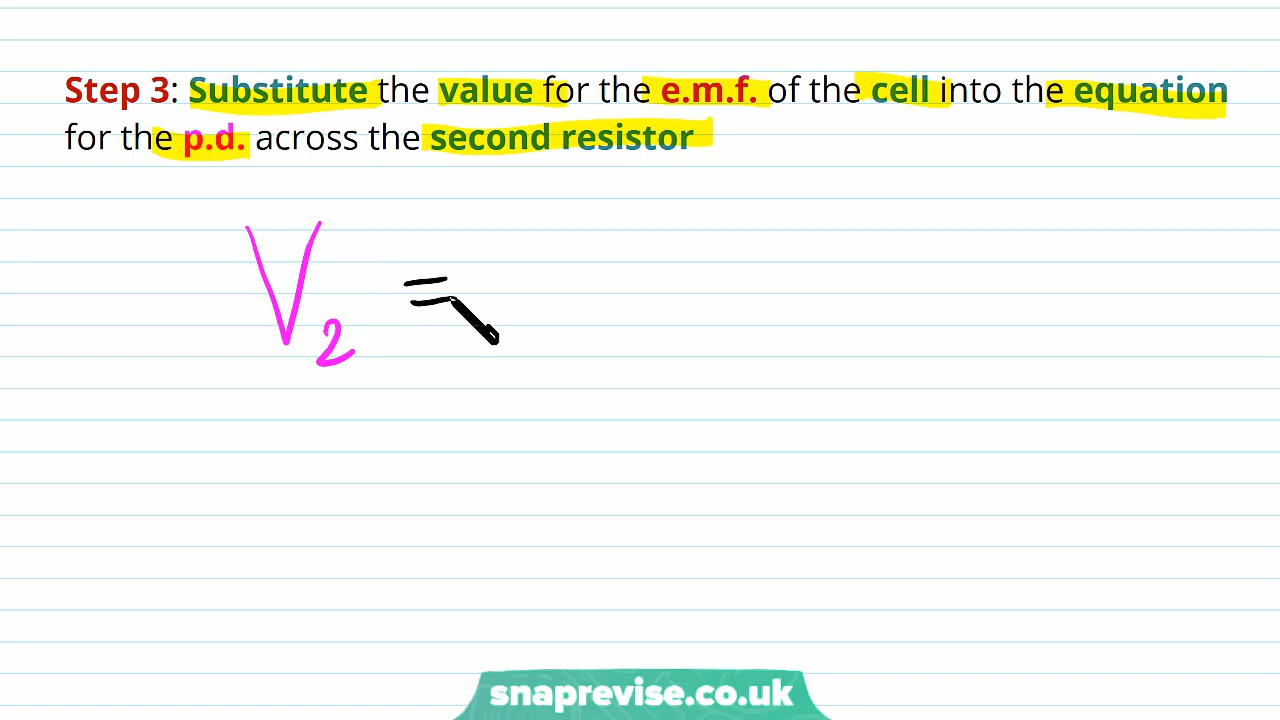 Step 3: Substitute the value for the e.m.f. of the cell into the equation
for the p.d. across the second resistor
V₂ =
snaprevise.co.uk